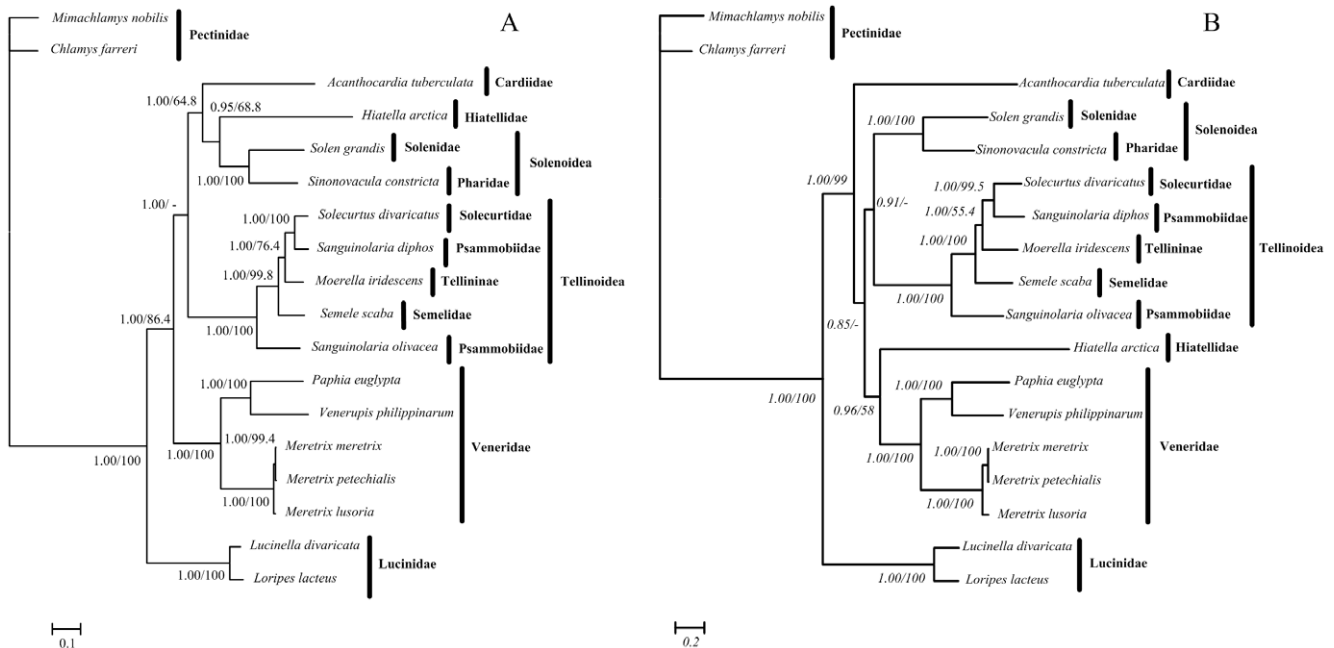 A
Mimachlamys nobilis
Pectinidae
Chlamys farreri
Acanthocardia tuberculata
Cardiidae
1.00/64.8
0.95/68.8
Hiatella arctica
Hiatellidae
Solen grandis
Solenidae
Solenoidea
1.00/100
Sinonovacula constricta
Pharidae
1.00/ -
Solecurtus divaricatus
Solecurtidae
1.00/100
1.00/76.4
Sanguinolaria diphos
Psammobiidae
1.00/99.8
Moerella iridescens
Tellininae
Tellinoidea
Semele scaba
Semelidae
1.00/86.4
1.00/100
Sanguinolaria olivacea
Psammobiidae
1.00/100
Paphia euglypta
Venerupis philippinarum
1.00/99.4
Meretrix meretrix
Veneridae
1.00/100
1.00/100
Meretrix petechialis
1.00/100
Meretrix lusoria
Lucinella divaricata
Lucinidae
1.00/100
Loripes lacteus
0.1
B
Mimachlamys nobilis
Pectinidae
Chlamys farreri
Acanthocardia tuberculata
Cardiidae
Solen grandis
Solenidae
1.00/100
Solenoidea
Sinonovacula constricta
Pharidae
1.00/99
Solecurtus divaricatus
Solecurtidae
1.00/99.5
0.91/-
1.00/55.4
Sanguinolaria diphos
Psammobiidae
1.00/100
Moerella iridescens
Tellininae
Tellinoidea
Semele scaba
Semelidae
1.00/100
Sanguinolaria olivacea
Psammobiidae
0.85/-
Hiatella arctica
Hiatellidae
1.00/100
Paphia euglypta
1.00/100
0.96/58
Venerupis philippinarum
Meretrix meretrix
Veneridae
1.00/100
1.00/100
Meretrix petechialis
1.00/100
Meretrix lusoria
Lucinella divaricata
Lucinidae
1.00/100
Loripes lacteus
0.2